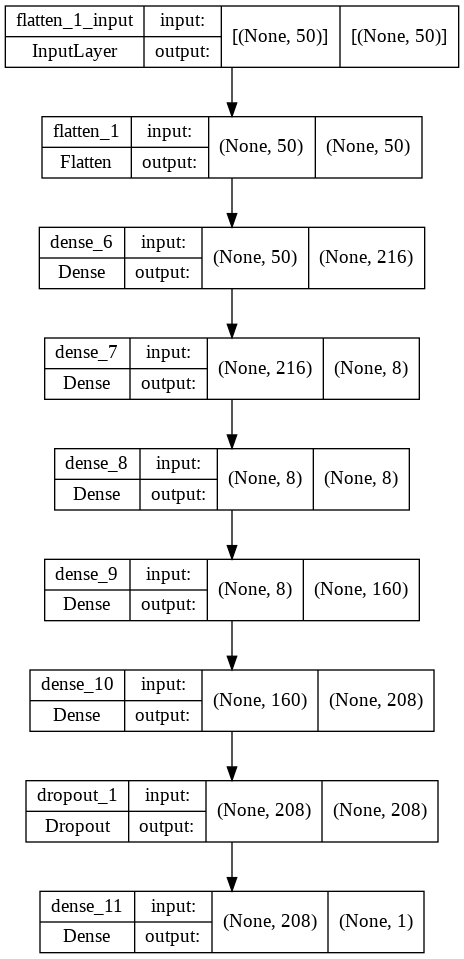 flatten_1_input input: [(None, 50)] [(None, 50)]
InputLayer output:
flatten_1 input: (None, 50) (None, 50)
Flatten output:
dense_6 input: (None, 50) (None, 216)
Dense output:
dense_7 input: (None, 216) (None, 8)
Dense output:
dense_8 input: (None, 8) (None, 8)
Dense output:
dense_9 input: (None, 8) (None, 160)
Dense output:
dense_10 input: (None, 160) (None, 208)
Dense output:
dropout_1 input: (None, 208) (None, 208)
Dropout output:
dense_11 input: (None, 208) (None, 1)
Dense output: